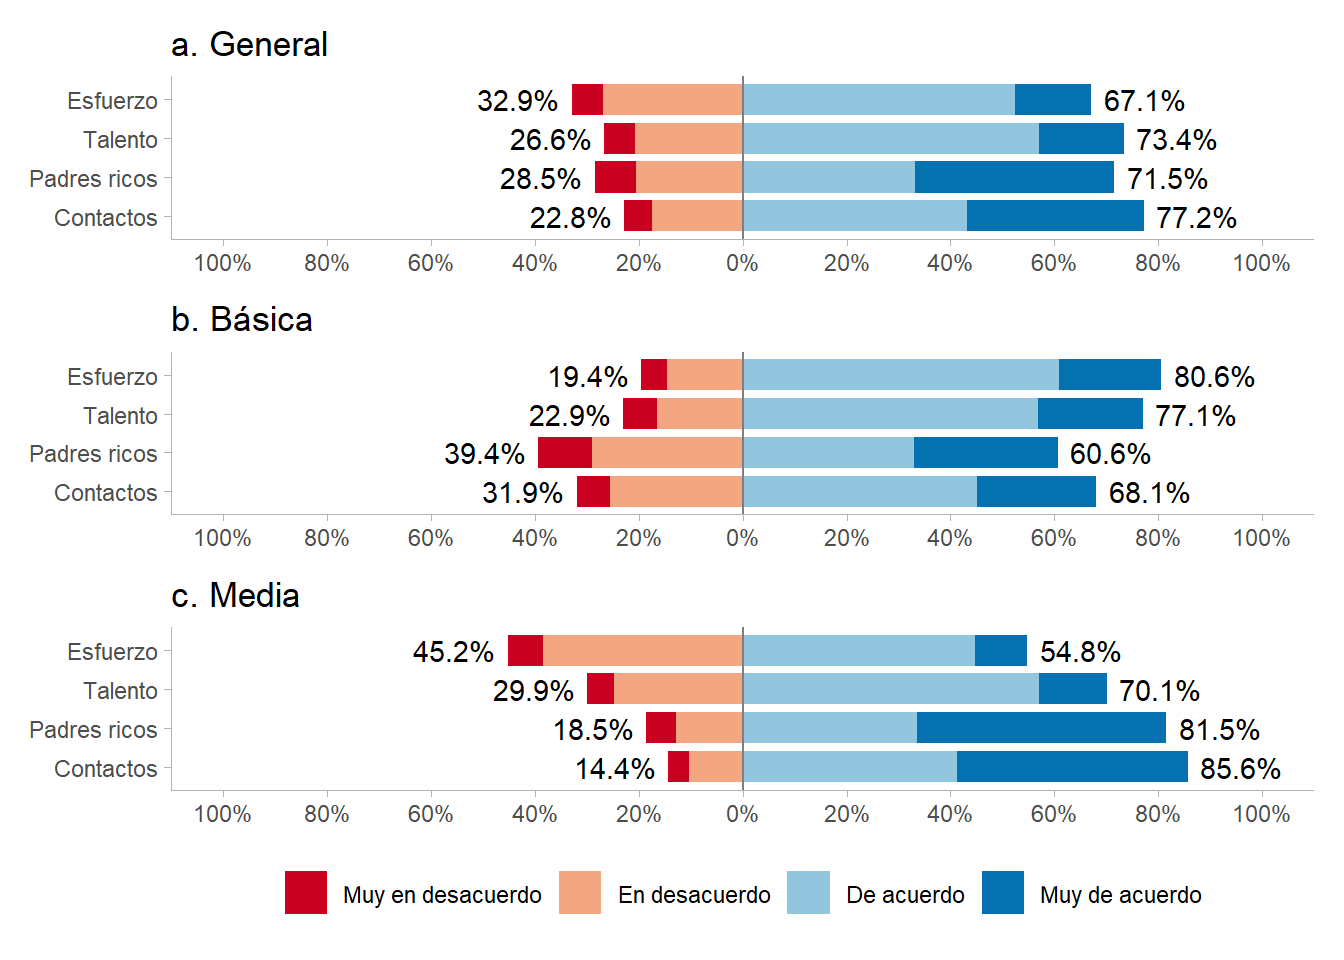 a. General
Esfuerzo 32.9% 67.1%
Talento 26.6% 73.4%
Padres ricos 28.5% 71.5%
Contactos 22.8% 77.2%
100% 80% 60% 40% 20% 0% 20% 40% 60% 80% 100%
b. Básica
Esfuerzo 19.4% 80.6%
Talento 22.9% 77.1%
Padres ricos 39.4% 60.6%
Contactos 31.9% 68.1%
100% 80% 60% 40% 20% 0% 20% 40% 60% 80% 100%
c. Media
Esfuerzo 45.2% 54.8%
Talento 29.9% 70.1%
Padres ricos 18.5% 81.5%
Contactos 14.4% 85.6%
100% 80% 60% 40% 20% 0% 20% 40% 60% 80% 100%
Muy en desacuerdo En desacuerdo De acuerdo Muy de acuerdo